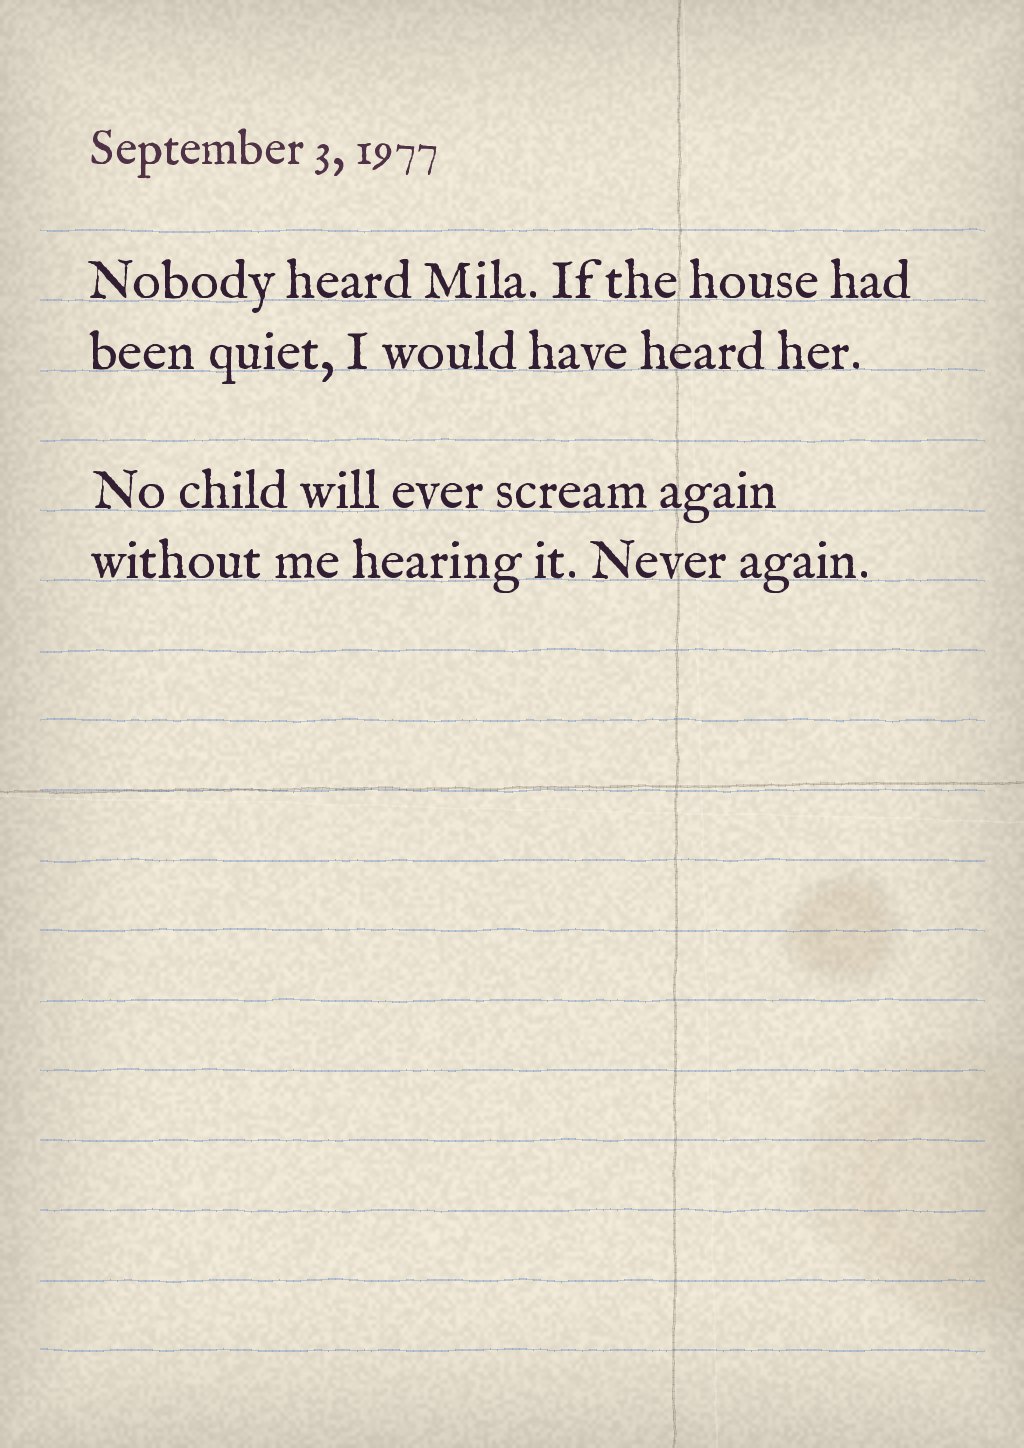 September 3, 1977
Nobody heard Mila. If the house had
been quiet, I would have heard her.
No child will ever scream again
without me hearing it. Never again.